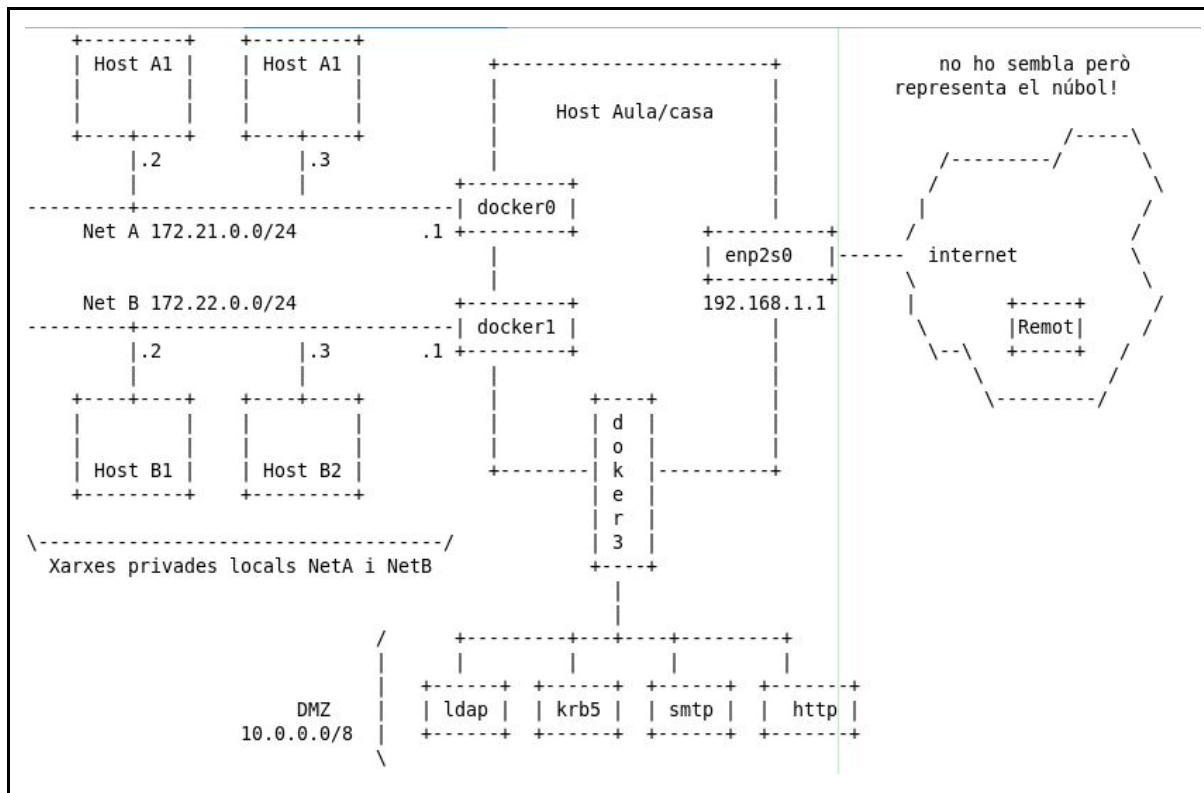 Host A1 Host A1 no ho sembla però
representa el núbol!
Host Aula/casa
.2 .3
docker0
Net A 172.21.0.0/24 .1
enp2s0 internet
Net B 172.22.0.0/24 192.168.1.1
docker1 Remot
.2 .3 .1
d
o
Host B1 Host B2 k
e
r
3
Xarxes privades locals NetA i NetB
DMZ ldap krb5 smtp http
10.0.0.0/8